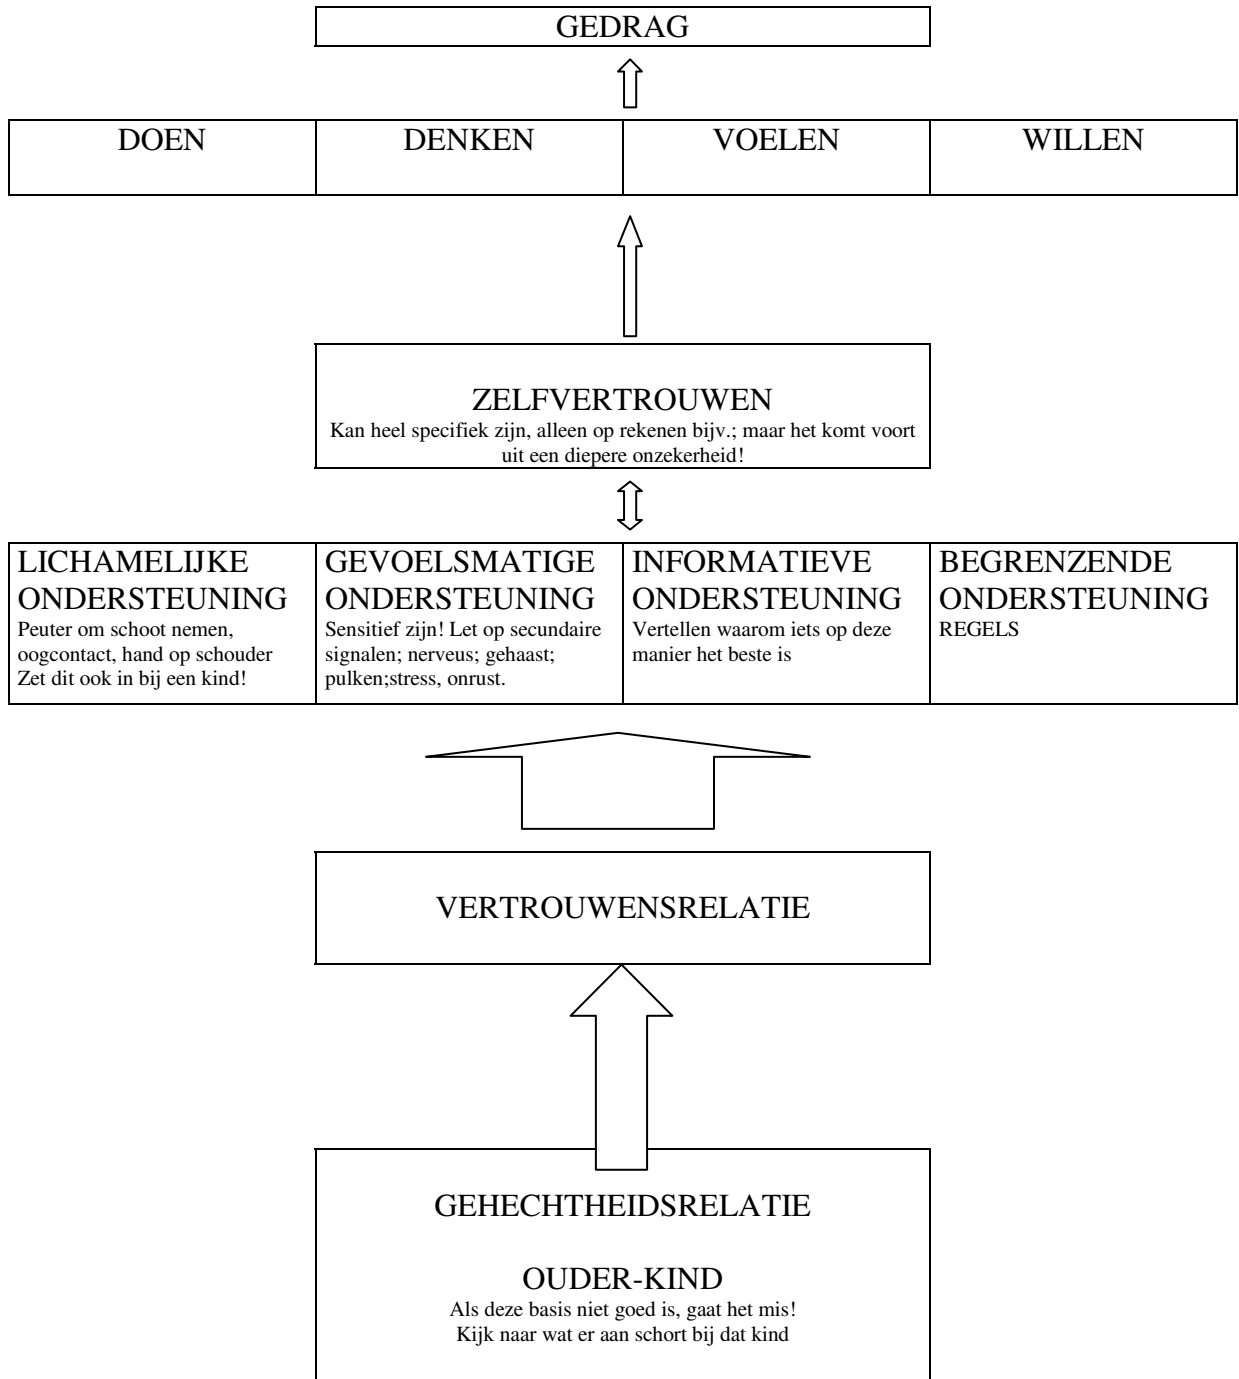 GEDRAG
DOEN
DENKEN
VOELEN
WILLEN
ZELFVERTROUWEN
Kan heel specifiek zijn, alleen op rekenen bijv.; maar het komt voort
uit een diepere onzekerheid!
LICHAMELIJKE
ONDERSTEUNING
Peuter om schoot nemen,
oogcontact, hand op schouder
Zet dit ook in bij een kind!
GEVOELSMATIGE
ONDERSTEUNING
Sensitief zijn! Let op secundaire
signalen; nerveus; gehaast;
pulken;stress, onrust.
INFORMATIEVE
ONDERSTEUNING
Vertellen waarom iets op deze
manier het beste is
BEGRENZENDE
ONDERSTEUNING
REGELS
VERTROUWENSRELATIE
GEHECHTHEIDSRELATIE
OUDER-KIND
Als deze basis niet goed is, gaat het mis!
Kijk naar wat er aan schort bij dat kind